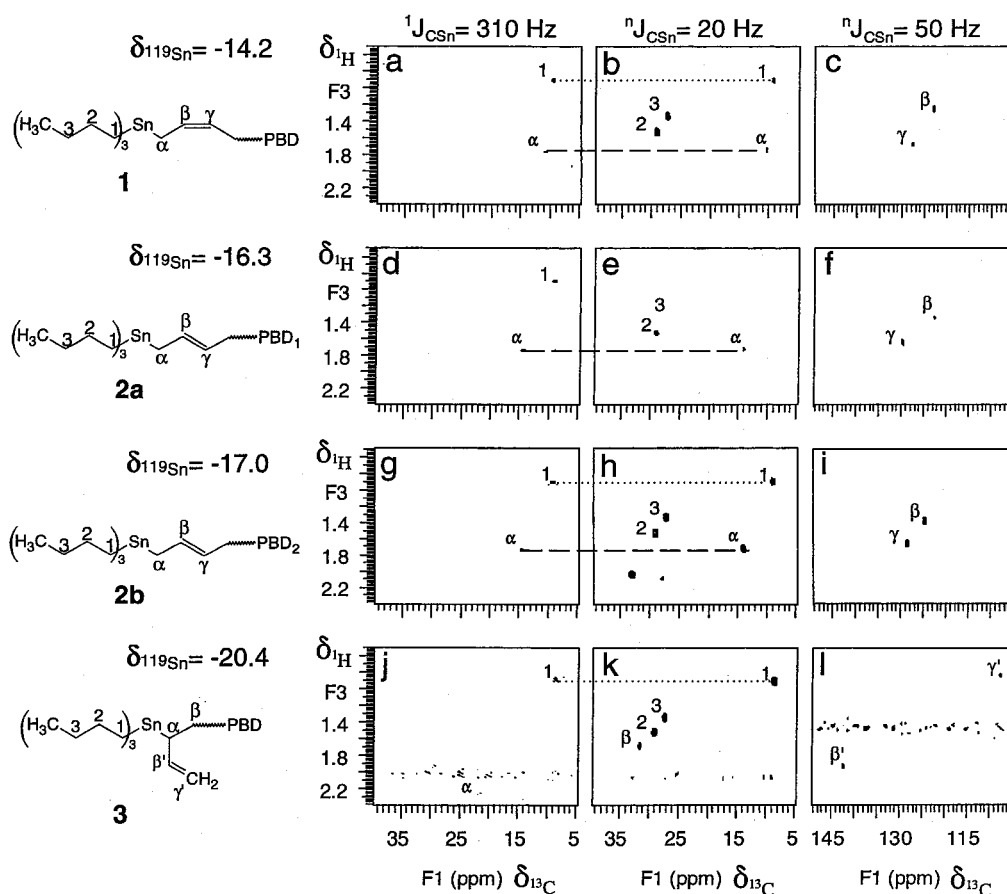 ¹J_CSn = 310 Hz ⁿJ_CSn = 20 Hz ⁿJ_CSn = 50 Hz
δ119Sn = -14.2
(H₃C 3 2 1)₃ Sn α β γ PBD
1
δ1H F3 1.4 1.8 2.2
a 1 α
b 1 3 2 α
c β γ
δ119Sn = -16.3
(H₃C 3 2 1)₃ Sn α β γ PBD₁
2a
δ1H F3 1.4 1.8 2.2
d 1 α
e 3 2 α
f β γ
δ119Sn = -17.0
(H₃C 3 2 1)₃ Sn α β γ PBD₂
2b
δ1H F3 1.4 1.8 2.2
g 1 α
h 1 3 2 α
i β γ
δ119Sn = -20.4
(H₃C 3 2 1)₃ Sn α β PBD
β' γ' CH₂
3
δ1H F3 1.4 1.8 2.2
j 1 α
k 1 3 2 β
l γ' β'
35 25 15 5 35 25 15 5 145 130 115
F1 (ppm) δ13C F1 (ppm) δ13C F1 (ppm) δ13C